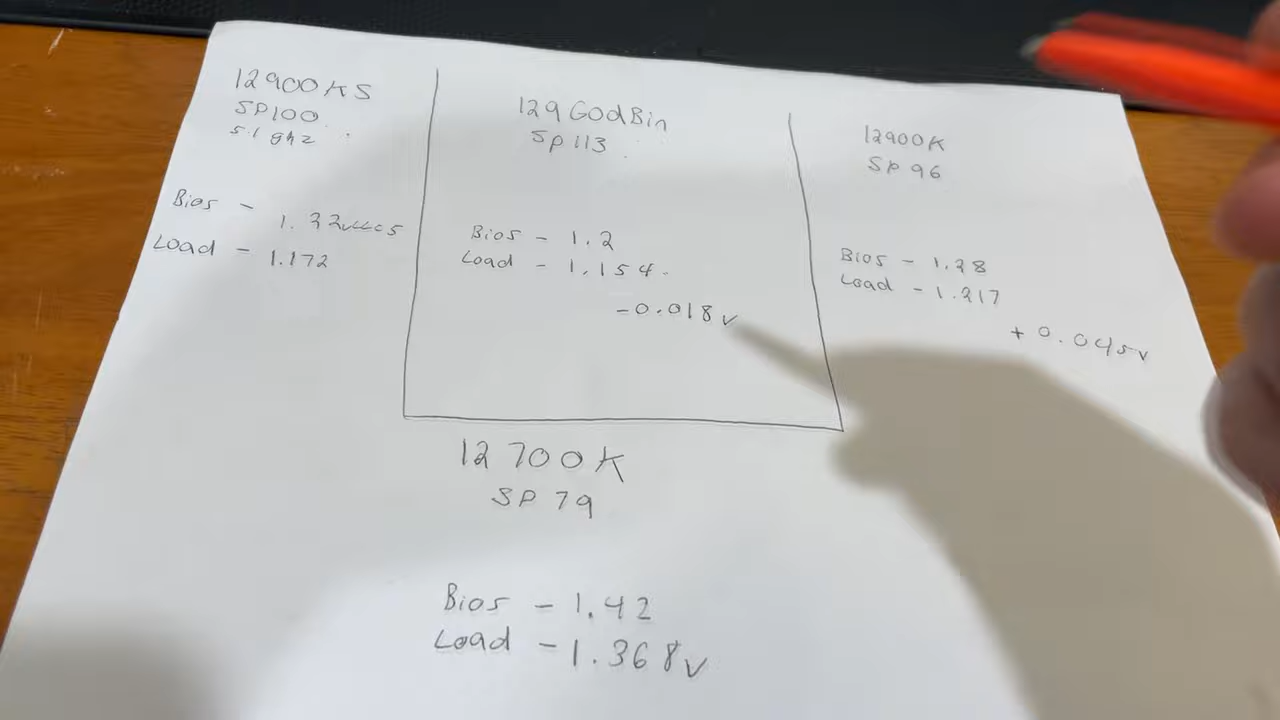 12900KS
SP100
5.1 ghz
Bios -
Load - 1.172
129 GodBin
SP 113
Bios - 1.2
Load - 1.154
-0.018v
12900K
SP 96
Bios - 1.28
Load - 1.217
+ 0.045v
12700K
SP 79
Bios - 1.42
Load - 1.368v